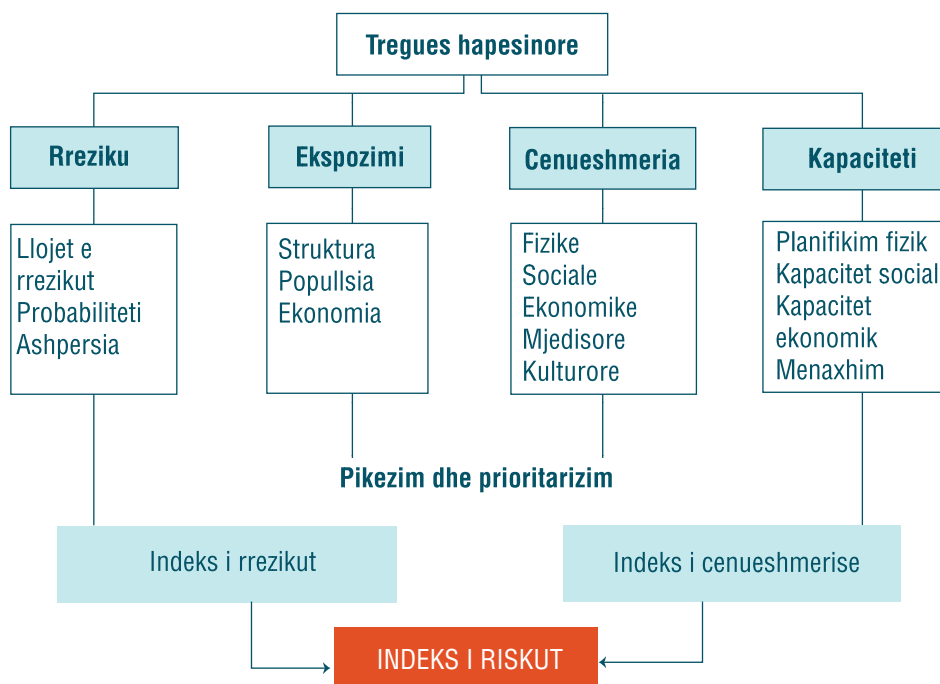 Tregues hapesinore
Rreziku
Ekspozimi
Cenueshmeria
Kapaciteti
Llojet e
rrezikut
Probabiliteti
Ashpersia
Struktura
Popullsia
Ekonomia
Fizike
Sociale
Ekonomike
Mjedisore
Kulturore
Planifikim fizik
Kapacitet social
Kapacitet
ekonomik
Menaxhim
Pikezim dhe prioritarizim
Indeks i rrezikut
Indeks i cenueshmerise
INDEKS I RISKUT